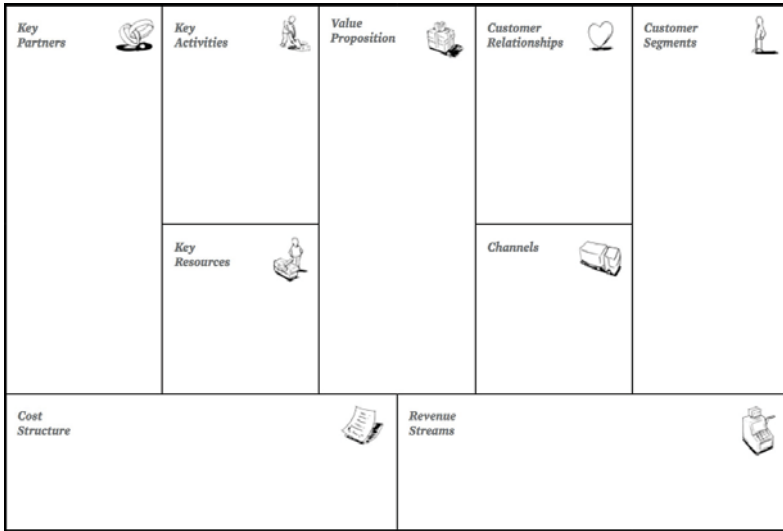 Key
Partners
Key
Activities
Value
Proposition
Customer
Relationships
Customer
Segments
Key
Resources
Channels
Cost
Structure
Revenue
Streams